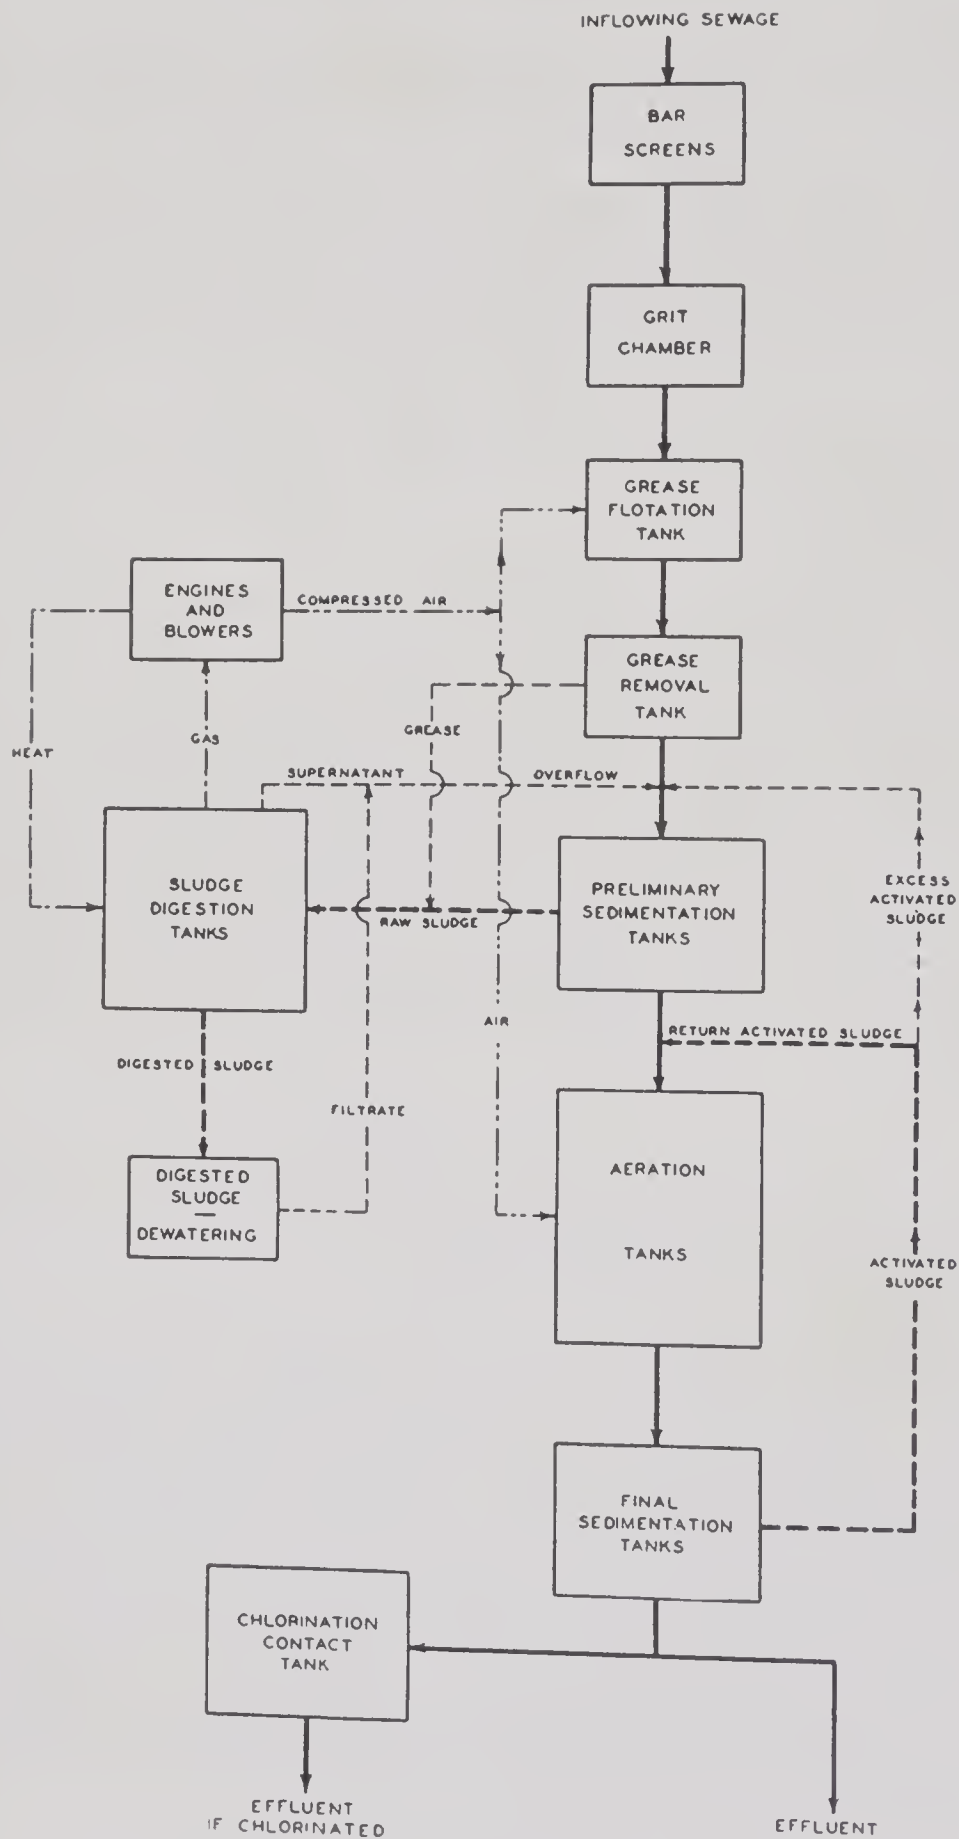 INFLOWING SEWAGE
BAR
SCREENS
GRIT
CHAMBER
GREASE
FLOTATION
TANK
ENGINES
AND
BLOWERS
COMPRESSED AIR
GREASE
REMOVAL
TANK
HEAT
GAS
GREASE
SUPERNATANT
OVERFLOW
SLUDGE
DIGESTION
TANKS
RAW SLUDGE
PRELIMINARY
SEDIMENTATION
TANKS
EXCESS
ACTIVATED
SLUDGE
AIR
RETURN ACTIVATED SLUDGE
DIGESTED SLUDGE
FILTRATE
DIGESTED
SLUDGE
—
DEWATERING
AERATION
TANKS
ACTIVATED
SLUDGE
FINAL
SEDIMENTATION
TANKS
CHLORINATION
CONTACT
TANK
EFFLUENT
IF CHLORINATED
EFFLUENT